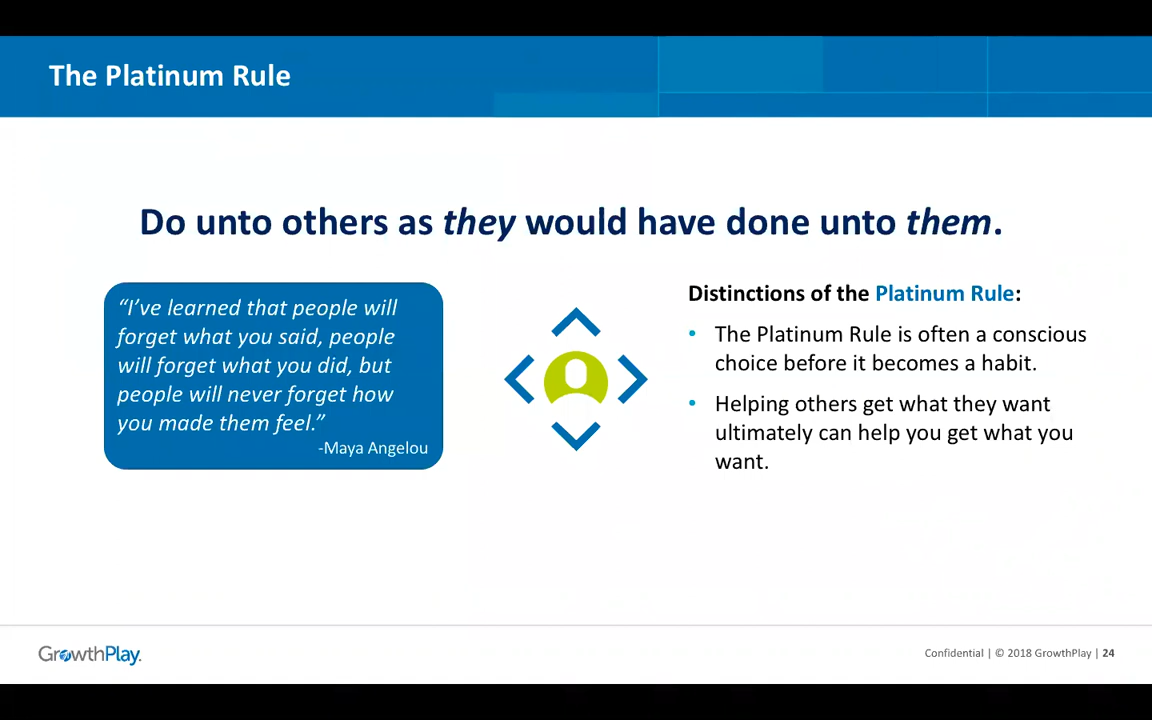 The Platinum Rule
Do unto others as they would have done unto them.
“I’ve learned that people will
forget what you said, people
will forget what you did, but
people will never forget how
you made them feel.”
-Maya Angelou
Distinctions of the Platinum Rule:
• The Platinum Rule is often a conscious
choice before it becomes a habit.
• Helping others get what they want
ultimately can help you get what you
want.
GrowthPlay.
Confidential | © 2018 GrowthPlay | 24